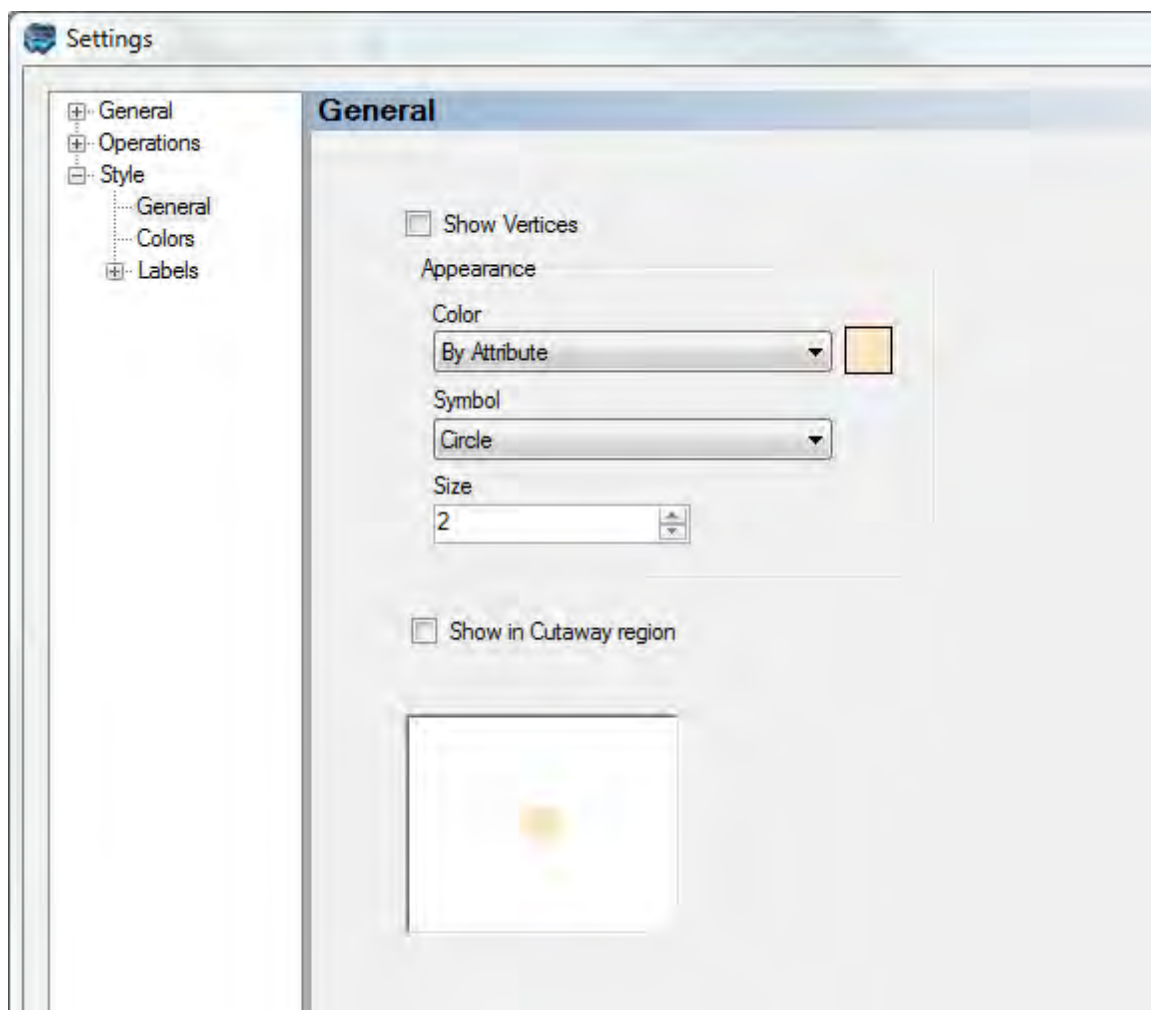 Settings
General
Operations
Style
General
Colors
Labels
General
Show Vertices
Appearance
Color
By Attribute
Symbol
Circle
Size
2
Show in Cutaway region